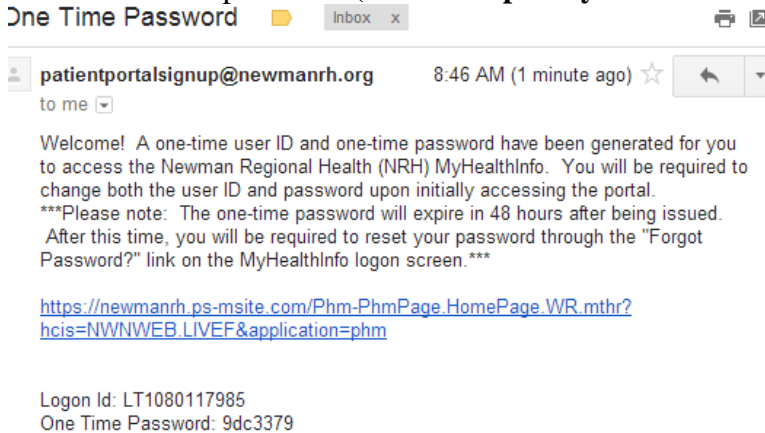 One Time Password Inbox x
patientportalsignup@newmanrh.org 8:46 AM (1 minute ago)
to me
Welcome! A one-time user ID and one-time password have been generated for you
to access the Newman Regional Health (NRH) MyHealthInfo. You will be required to
change both the user ID and password upon initially accessing the portal.
***Please note: The one-time password will expire in 48 hours after being issued.
After this time, you will be required to reset your password through the "Forgot
Password?" link on the MyHealthInfo logon screen.***
https://newmanrh.ps-msite.com/Phm-PhmPage.HomePage.WR.mthr?
hcis=NWNWEB.LIVEF&application=phm
Logon Id: LT1080117985
One Time Password: 9dc3379